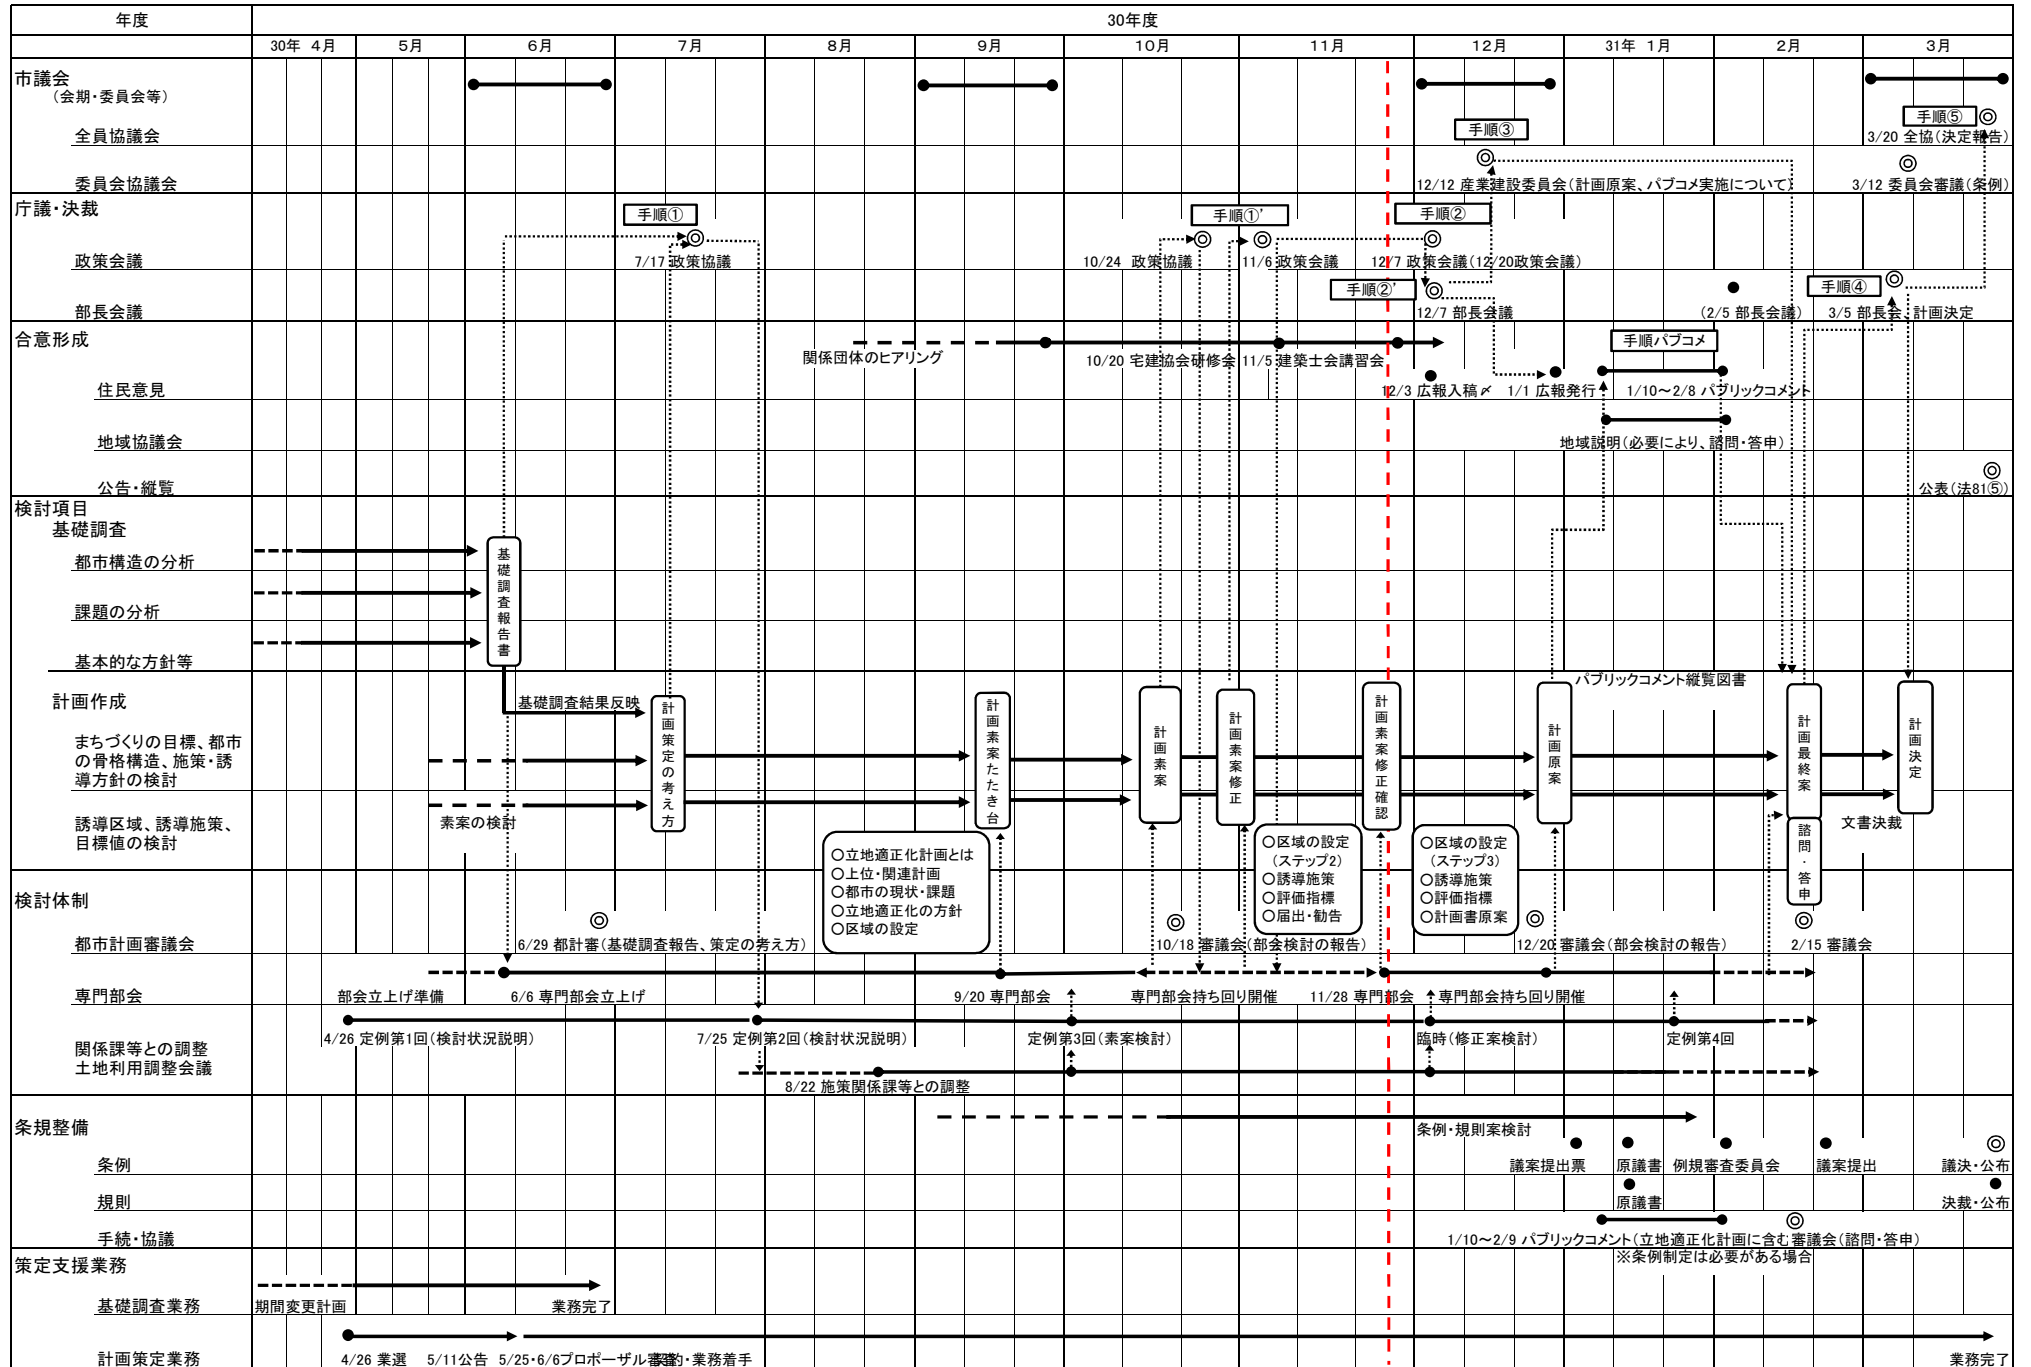 年度
30年度
30年 4月
5月
6月
7月
8月
9月
10月
11月
12月
31年 1月
2月
3月
市議会
(会期・委員会等)
全員協議会
手順③
手順⑤
3/20 全協(決定報告)
委員会協議会
12/12 産業建設委員会(計画原案、パブコメ実施について)
3/12 委員会審議(条例)
庁議・決裁
手順①
手順①'
手順②
政策会議
7/17 政策協議
10/24 政策協議
11/6 政策会議
12/7 政策会議(12/20政策会議)
手順②'
手順④
部長会議
12/7 部長会議
(2/5 部長会議)
3/5 部長会、計画決定
合意形成
関係団体のヒアリング
10/20 宅建協会研修会
11/5 建築士会講習会
手順パブコメ
住民意見
12/3 広報入稿〆
1/1 広報発行
1/10～2/8 パブリックコメント
地域協議会
地域説明(必要により、諮問・答申)
公告・縦覧
公表(法81⑤)
検討項目
基礎調査
都市構造の分析
課題の分析
基本的な方針等
基礎調査報告書
計画作成
基礎調査結果反映
パブリックコメント縦覧図書
まちづくりの目標、都市
の骨格構造、施策・誘
導方針の検討
誘導区域、誘導施策、
目標値の検討
素案の検討
計画策定の考え方
計画素案たたき台
計画素案
計画素案修正
計画素案修正確認
計画原案
計画最終案
諮問・答申
計画決定
文書決裁
○立地適正化計画とは
○上位・関連計画
○都市の現状・課題
○立地適正化の方針
○区域の設定
○区域の設定
(ステップ2)
○誘導施策
○評価指標
○届出・勧告
○区域の設定
(ステップ3)
○誘導施策
○評価指標
○計画書原案
検討体制
都市計画審議会
6/29 都計審(基礎調査報告、策定の考え方)
10/18 審議会(部会検討の報告)
12/20 審議会(部会検討の報告)
2/15 審議会
専門部会
部会立上げ準備
6/6 専門部会立上げ
9/20 専門部会
専門部会持ち回り開催
11/28 専門部会
専門部会持ち回り開催
関係課等との調整
土地利用調整会議
4/26 定例第1回(検討状況説明)
7/25 定例第2回(検討状況説明)
定例第3回(素案検討)
臨時(修正案検討)
定例第4回
8/22 施策関係課等との調整
条規整備
条例・規則案検討
条例
議案提出票
原議書
例規審査委員会
議案提出
議決・公布
規則
原議書
決裁・公布
手続・協議
1/10～2/9 パブリックコメント(立地適正化計画に含む
審議会(諮問・答申)
※条例制定は必要がある場合
策定支援業務
基礎調査業務
期間変更計画
業務完了
計画策定業務
4/26 業選
5/11公告
5/25・6/6プロポーザル審査
契約・業務着手
業務完了